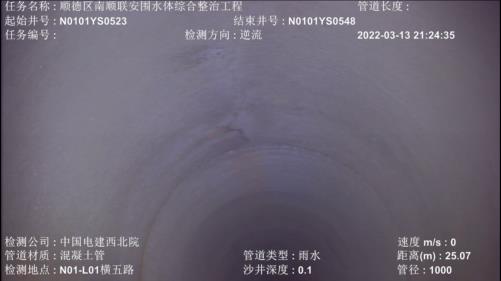 任务名称：顺德区南顺联安围水体综合整治工程 管道长度：
起始井号：N0101YS0523 结束井号：N0101YS0548
任务编号： 检测方向：逆流 2022-03-13 21:24:35
检测公司：中国电建西北院 速度 m/s : 0
管道材质：混凝土管 管道类型：雨水 距离(m) : 25.07
检测地点：N01-L01横五路 沙井深度：0.1 管径：1000